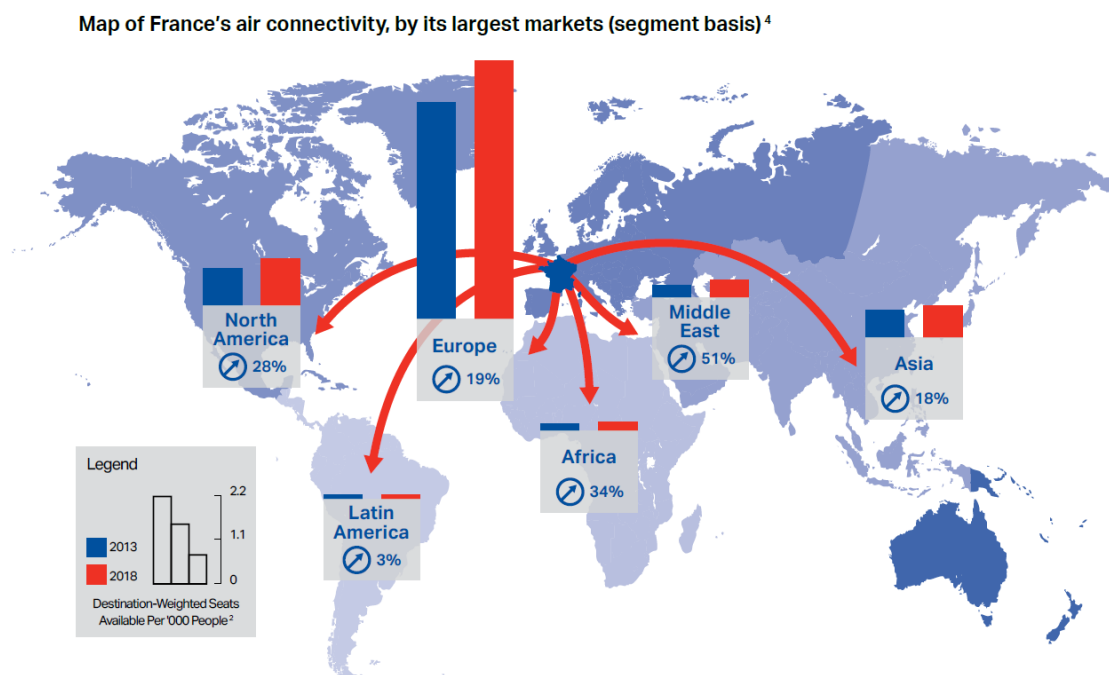 Map of France's air connectivity, by its largest markets (segment basis) 4
North
America
28%
Europe
19%
Middle
East
51%
Asia
18%
Africa
34%
Latin
America
3%
Legend
2.2
1.1
0
2013
2018
Destination-Weighted Seats
Available Per '000 People 2